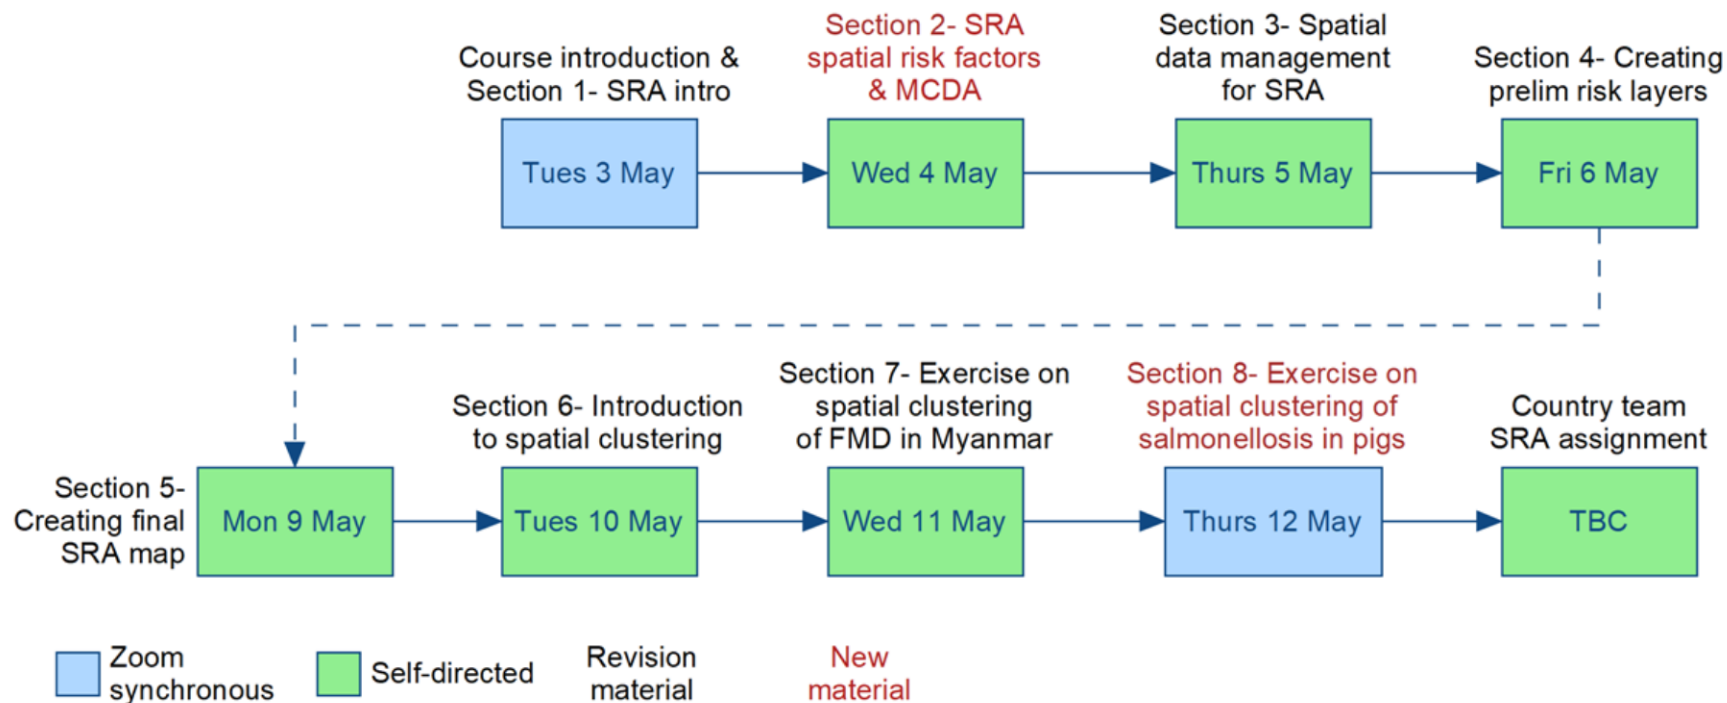 Course introduction &
Section 1- SRA intro
Tues 3 May
Section 2- SRA
spatial risk factors
& MCDA
Wed 4 May
Section 3- Spatial
data management
for SRA
Thurs 5 May
Section 4- Creating
prelim risk layers
Fri 6 May
Section 5-
Creating final
SRA map
Mon 9 May
Section 6- Introduction
to spatial clustering
Tues 10 May
Section 7- Exercise on
spatial clustering
of FMD in Myanmar
Wed 11 May
Section 8- Exercise on
spatial clustering of
salmonellosis in pigs
Thurs 12 May
Country team
SRA assignment
TBC
Zoom
synchronous
Self-directed
Revision
material
New
material